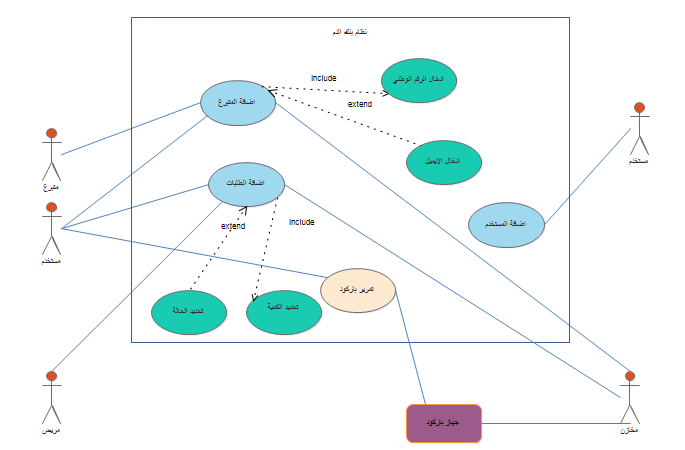 نظام بنك الدم
include
ادخال الرقم الوطني
اضافة المتبرع
extend
ادخال الايميل
متبرع
مستخدم
اضافة الطلبات
include
extend
اضافة المستخدم
مستخدم
تمرير باركود
تحديد الحالة
تحديد الكمية
جهاز باركود
مريض
مخازن